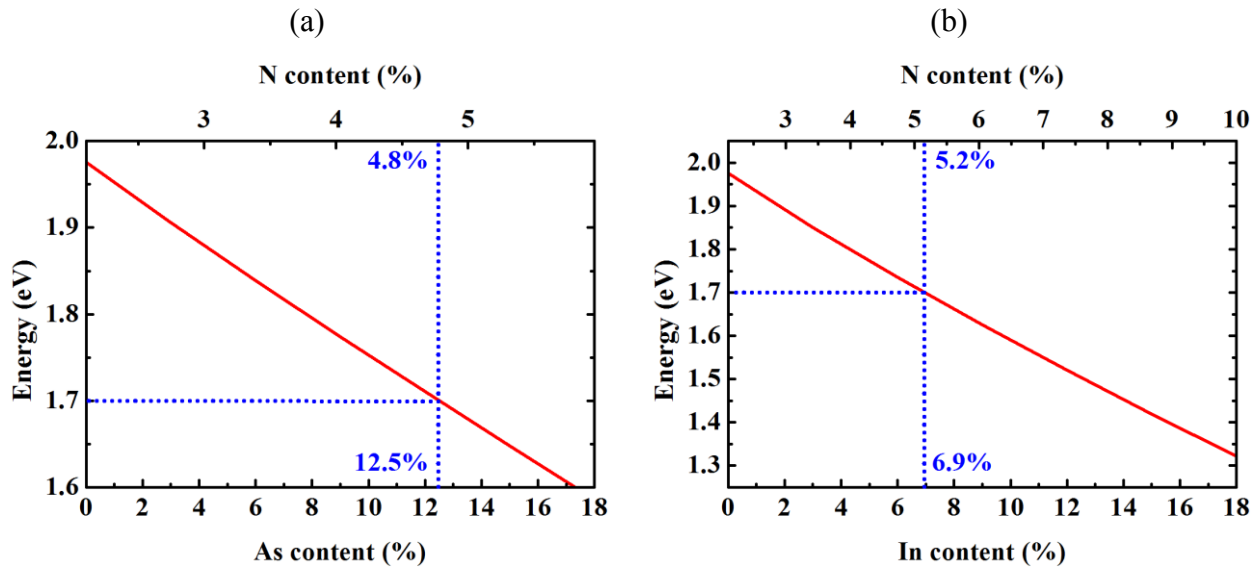 (a)
N content (%)
3 4 5
2.0
1.9
1.8
1.7
1.6
Energy (eV)
4.8%
12.5%
0 2 4 6 8 10 12 14 16 18
As content (%)
(b)
N content (%)
3 4 5 6 7 8 9 10
2.0
1.9
1.8
1.7
1.6
1.5
1.4
1.3
Energy (eV)
5.2%
6.9%
0 2 4 6 8 10 12 14 16 18
In content (%)